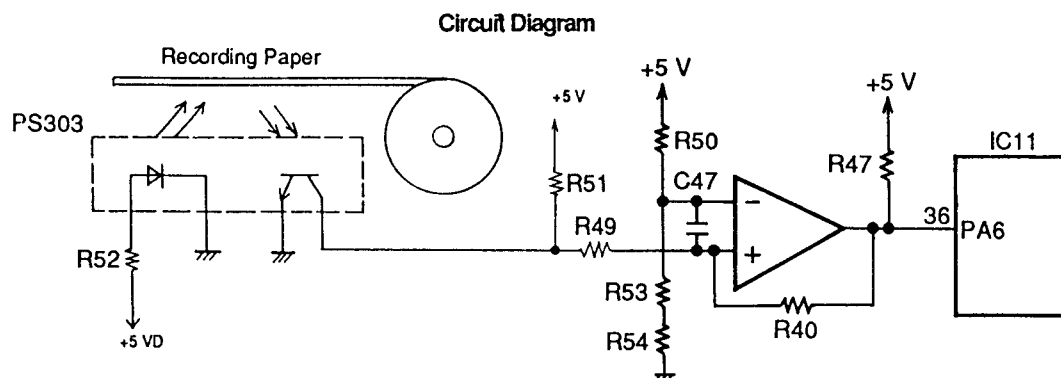 Circuit Diagram
Recording Paper
+5 V
+5 V
+5 V
PS303
R50
R47
IC11
R51
C47
R49
−
+
36
PA6
R52
R53
R40
R54
+5 VD